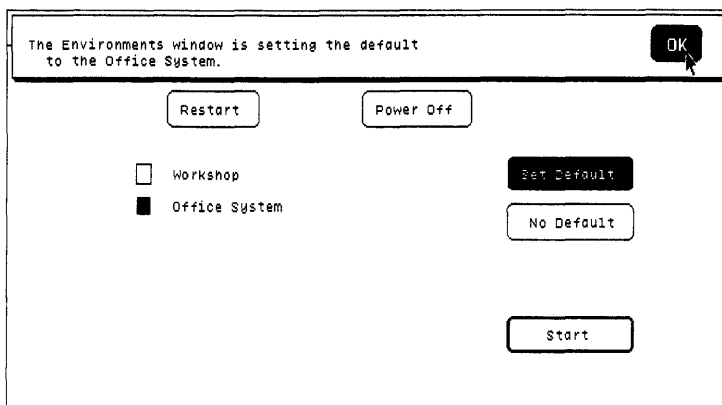 The Environments window is setting the default
to the Office System.
OK
Restart
Power Off
Workshop
Set Default
Office System
No Default
Start